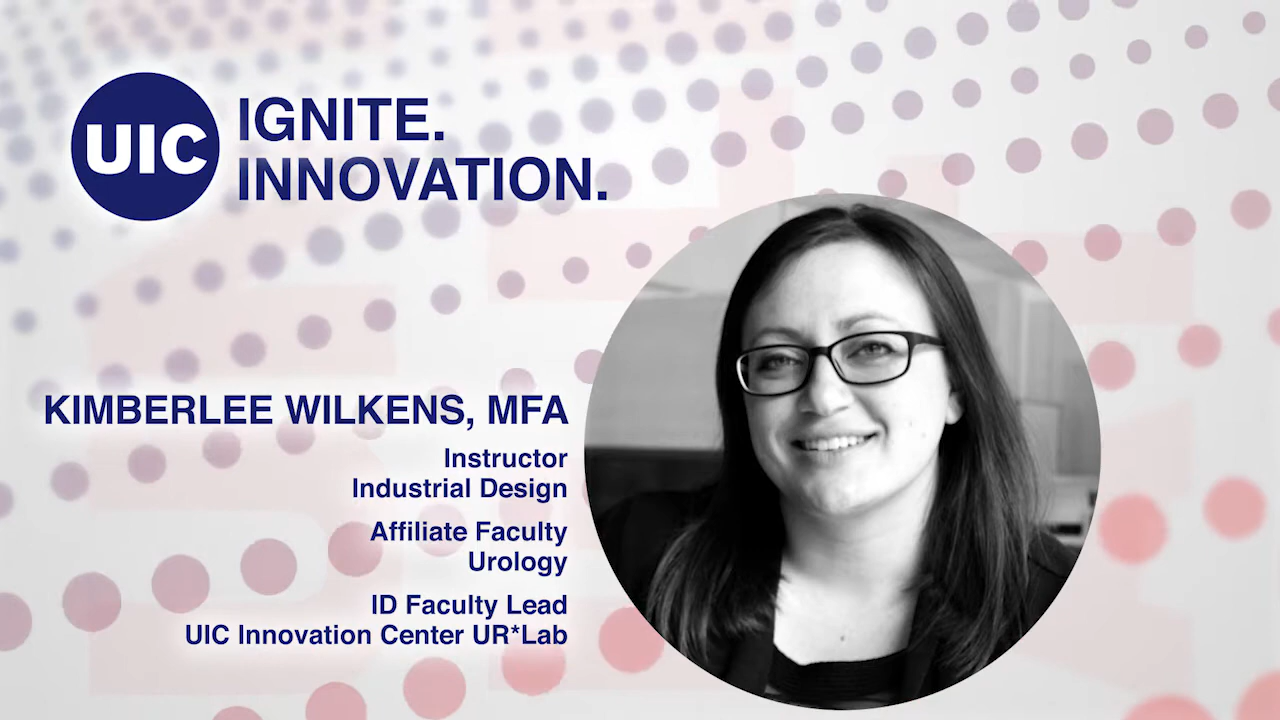 UIC
IGNITE.
INNOVATION.
KIMBERLEE WILKENS, MFA
Instructor
Industrial Design
Affiliate Faculty
Urology
ID Faculty Lead
UIC Innovation Center UR*Lab